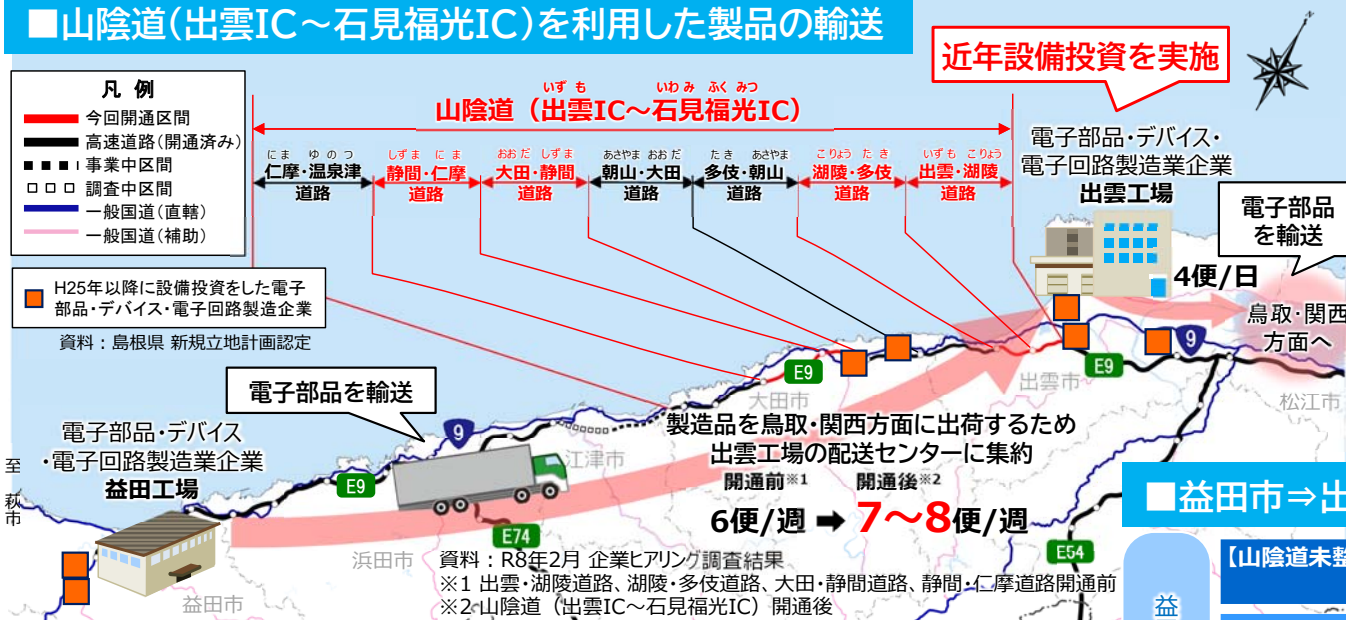 ■山陰道(出雲IC～石見福光IC)を利用した製品の輸送
近年設備投資を実施
凡 例
今回開通区間
高速道路(開通済み)
事業中区間
調査中区間
一般国道(直轄)
一般国道(補助)
いずも いわみ ふくみつ
山陰道（出雲IC～石見福光IC）
にま ゆのつ
仁摩・温泉津
道路
しずま にま
静間・仁摩
道路
おおだ しずま
大田・静間
道路
あさやま おおだ
朝山・大田
道路
たき あさやま
多伎・朝山
道路
こりょう たき
湖陵・多伎
道路
いずも こりょう
出雲・湖陵
道路
電子部品・デバイス・
電子回路製造業企業
出雲工場
電子部品
を輸送
4便/日
鳥取・関西
方面へ
H25年以降に設備投資をした電子
部品・デバイス・電子回路製造企業
資料：島根県 新規立地計画認定
電子部品を輸送
電子部品・デバイス
・電子回路製造業企業
益田工場
至
萩
市
9
E9
E9
E9
9
E74
E54
出雲市
松江市
大田市
江津市
浜田市
益田市
製造品を鳥取・関西方面に出荷するため
出雲工場の配送センターに集約
開通前※1 開通後※2
6便/週 ➡ 7～8便/週
資料：R8年2月 企業ヒアリング調査結果
※1 出雲・湖陵道路、湖陵・多伎道路、大田・静間道路、静間・仁摩道路開通前
※2 山陰道（出雲IC～石見福光IC）開通後
■益田市⇒出
【山陰道未整
益